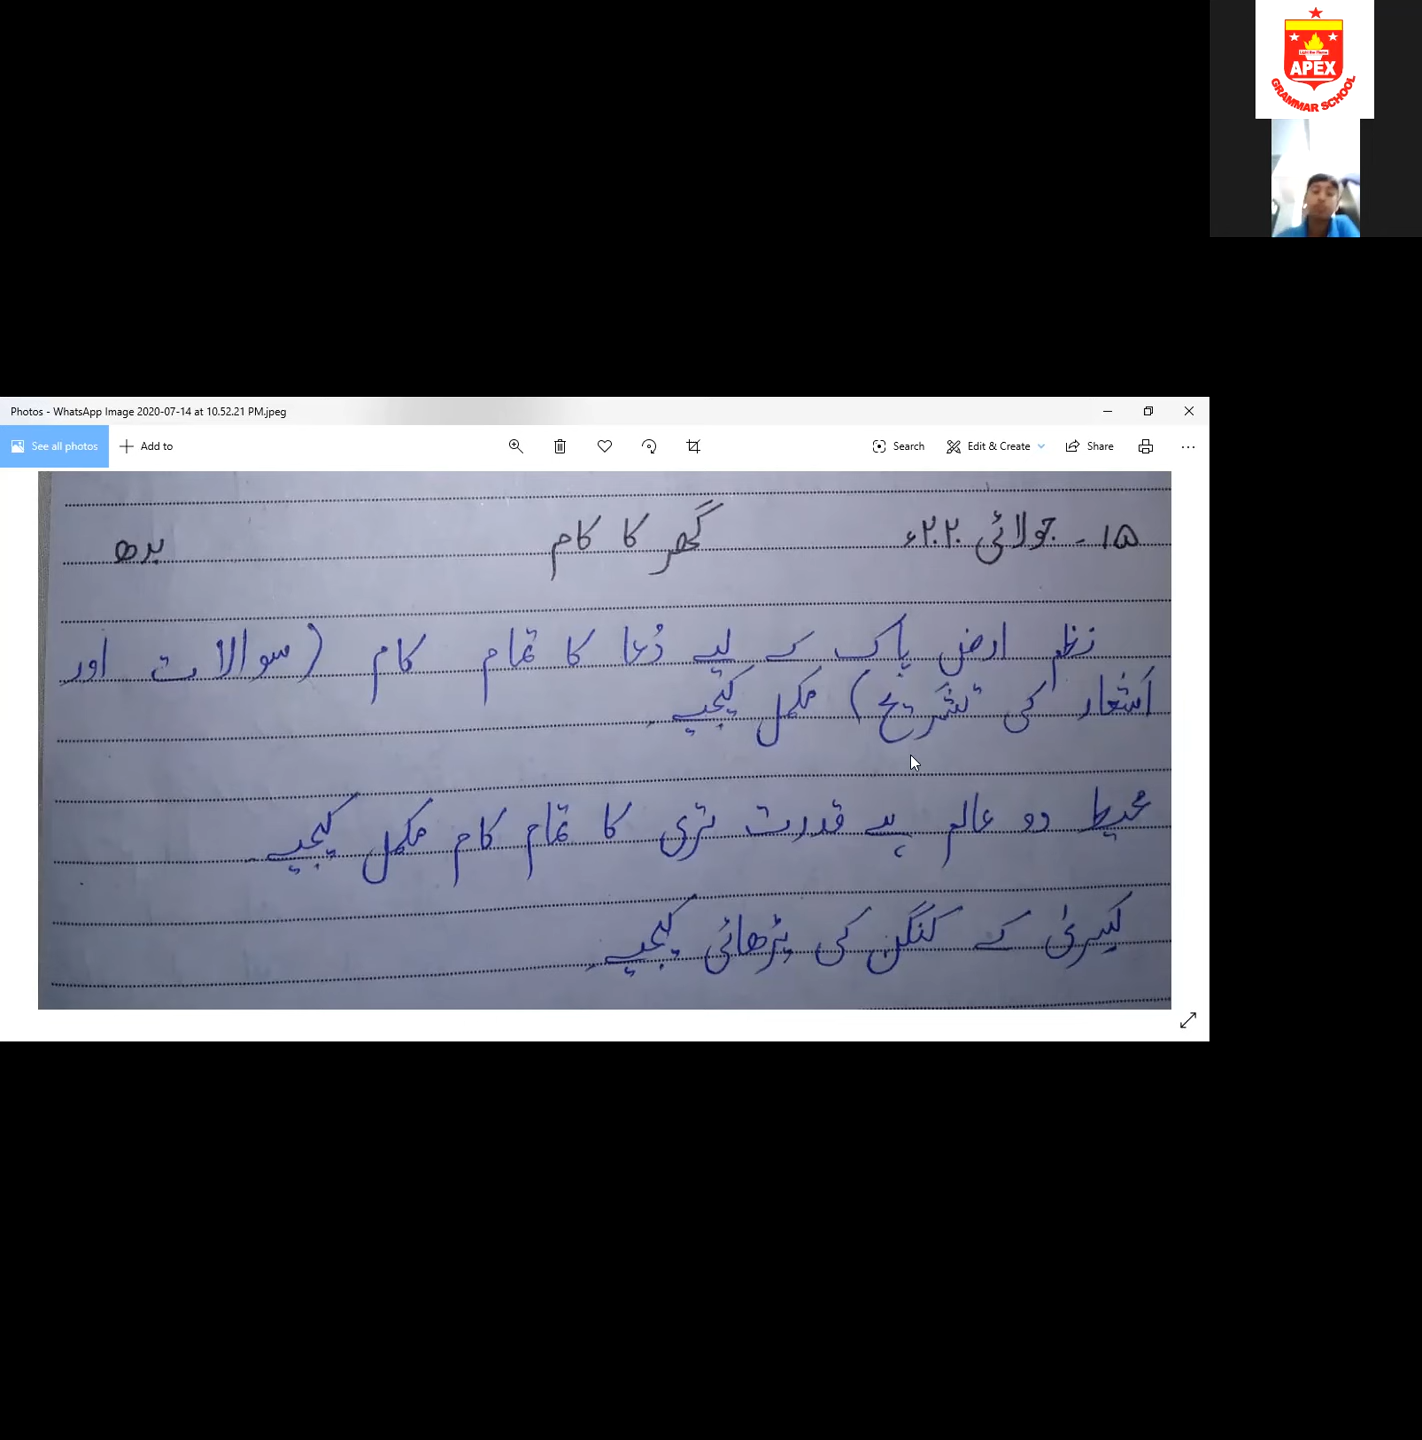 APEX
GRAMMAR SCHOOL
Photos - WhatsApp Image 2020-07-14 at 10.52.21 PM.jpeg
See all photos
Add to
Search
Edit & Create
Share
۱۵ - جولائی ۲۰۲۰ء گھر کا کام بدھ
نظم ارض پاک کے لیے دُعا کا تمام کام (سوالات اور
اَشعار کی تشریح) مکمل کیجیے۔
محیط دو عالم ہے قدرت تری کا تمام کام مکمل کیجیے۔
کِسریٰ کے کنگن کی پڑھائی کیجیے۔